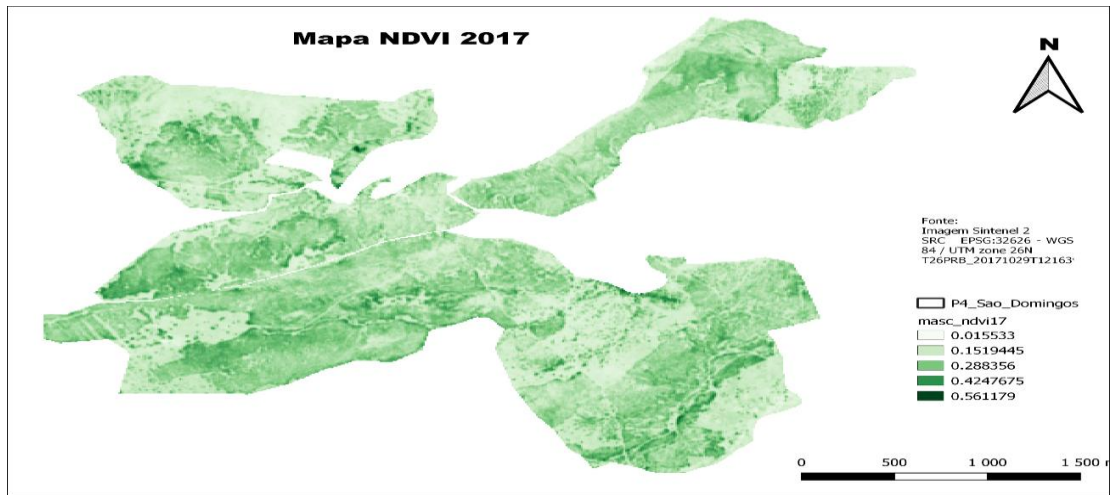 Mapa NDVI 2017
N
Fonte:
Imagem Sintenel 2
SRC EPSG:32626 - WGS
84 / UTM zone 26N
T26PRB_20171029T12163
P4_Sao_Domingos
masc_ndvi17
0.015533
0.1519445
0.288356
0.4247675
0.561179
0 500 1 000 1 500 m